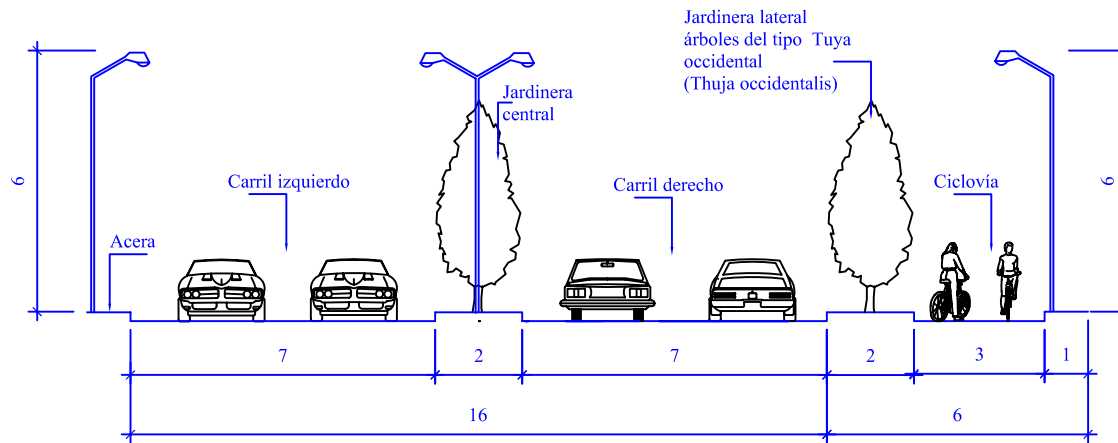 Jardinera lateral
árboles del tipo Tuya
occidental
(Thuja occidentalis)
Jardinera
central
Carril izquierdo
Carril derecho
Ciclovía
Acera
6
6
7
2
7
2
3
1
16
6